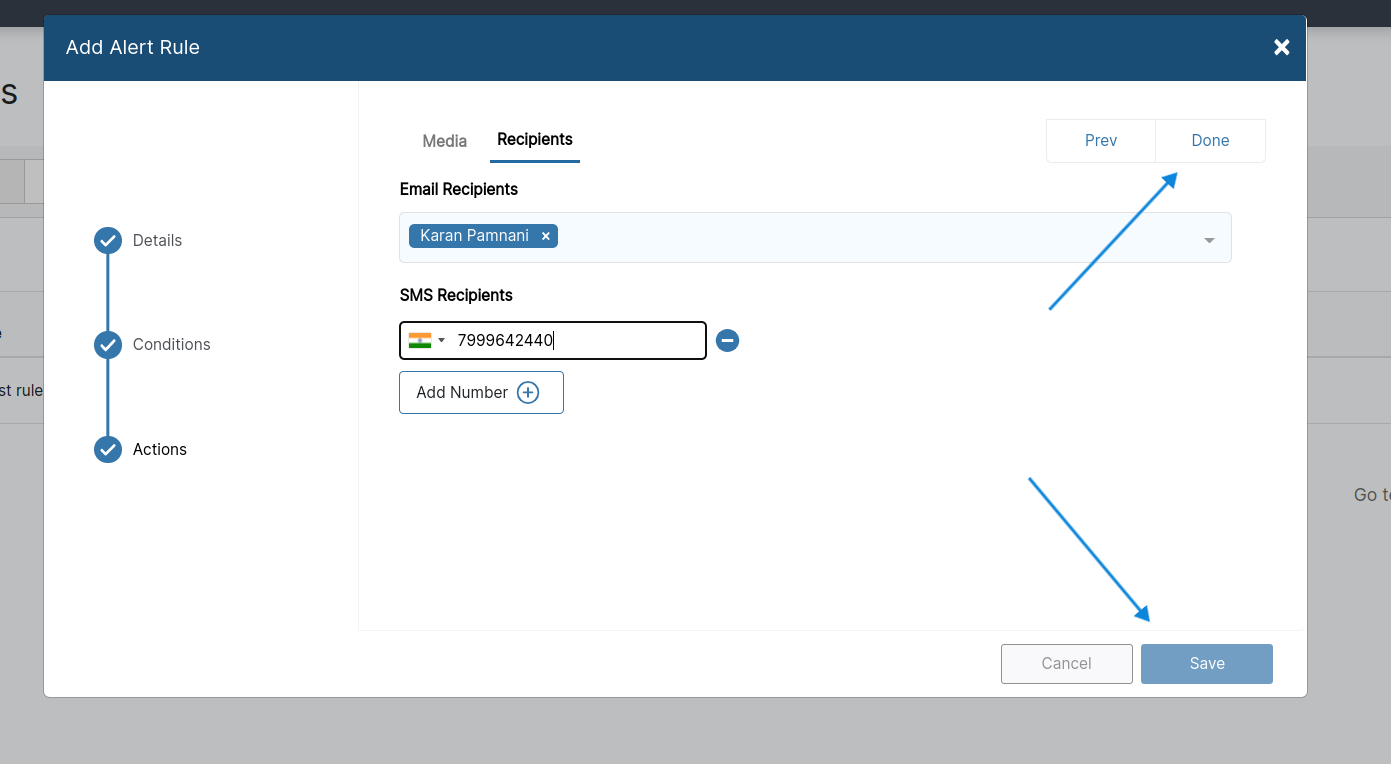 Add Alert Rule
s
Media
Recipients
Prev
Done
Email Recipients
Karan Pamnani ×
Details
SMS Recipients
7999642440
Conditions
Add Number
st rule
Actions
Go to
Cancel
Save